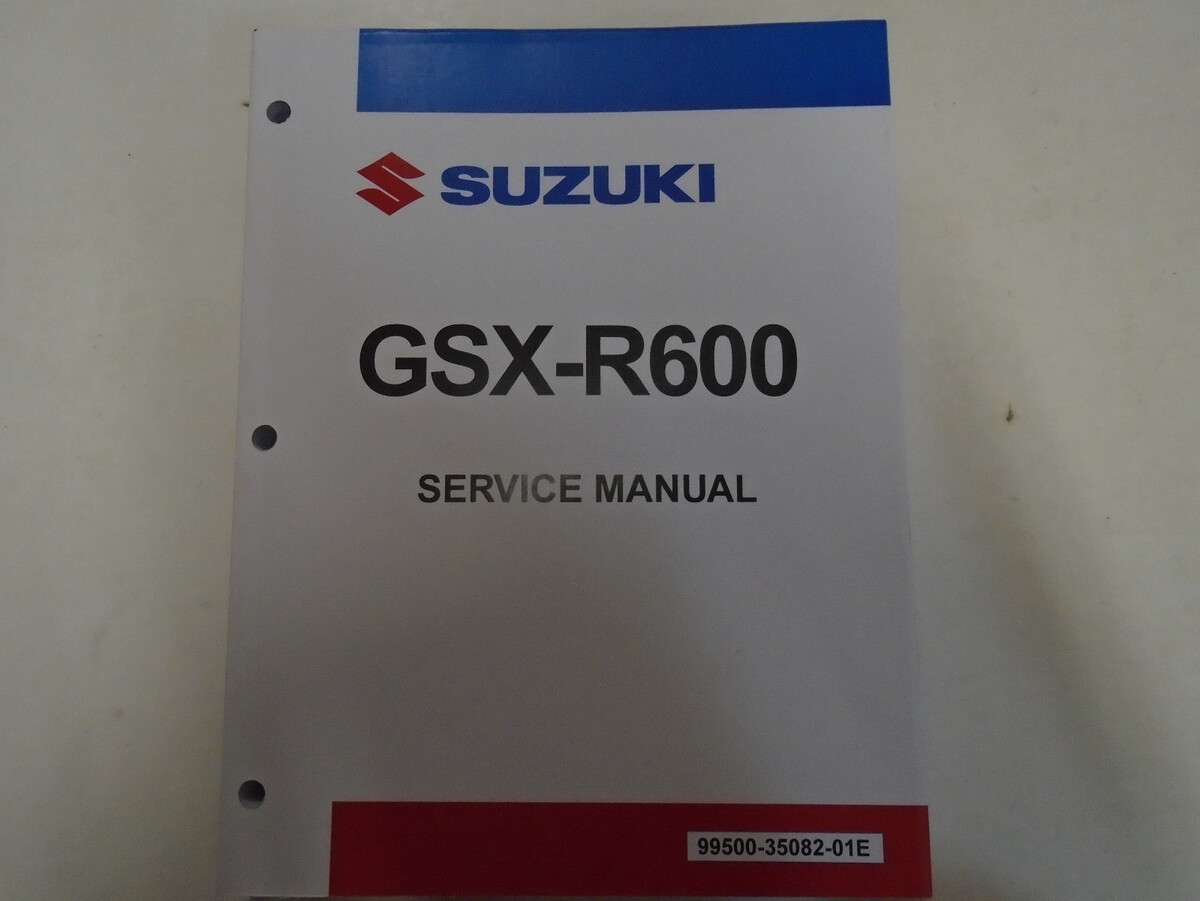 SUZUKI
GSX-R600
SERVICE MANUAL
99500-35082-01E